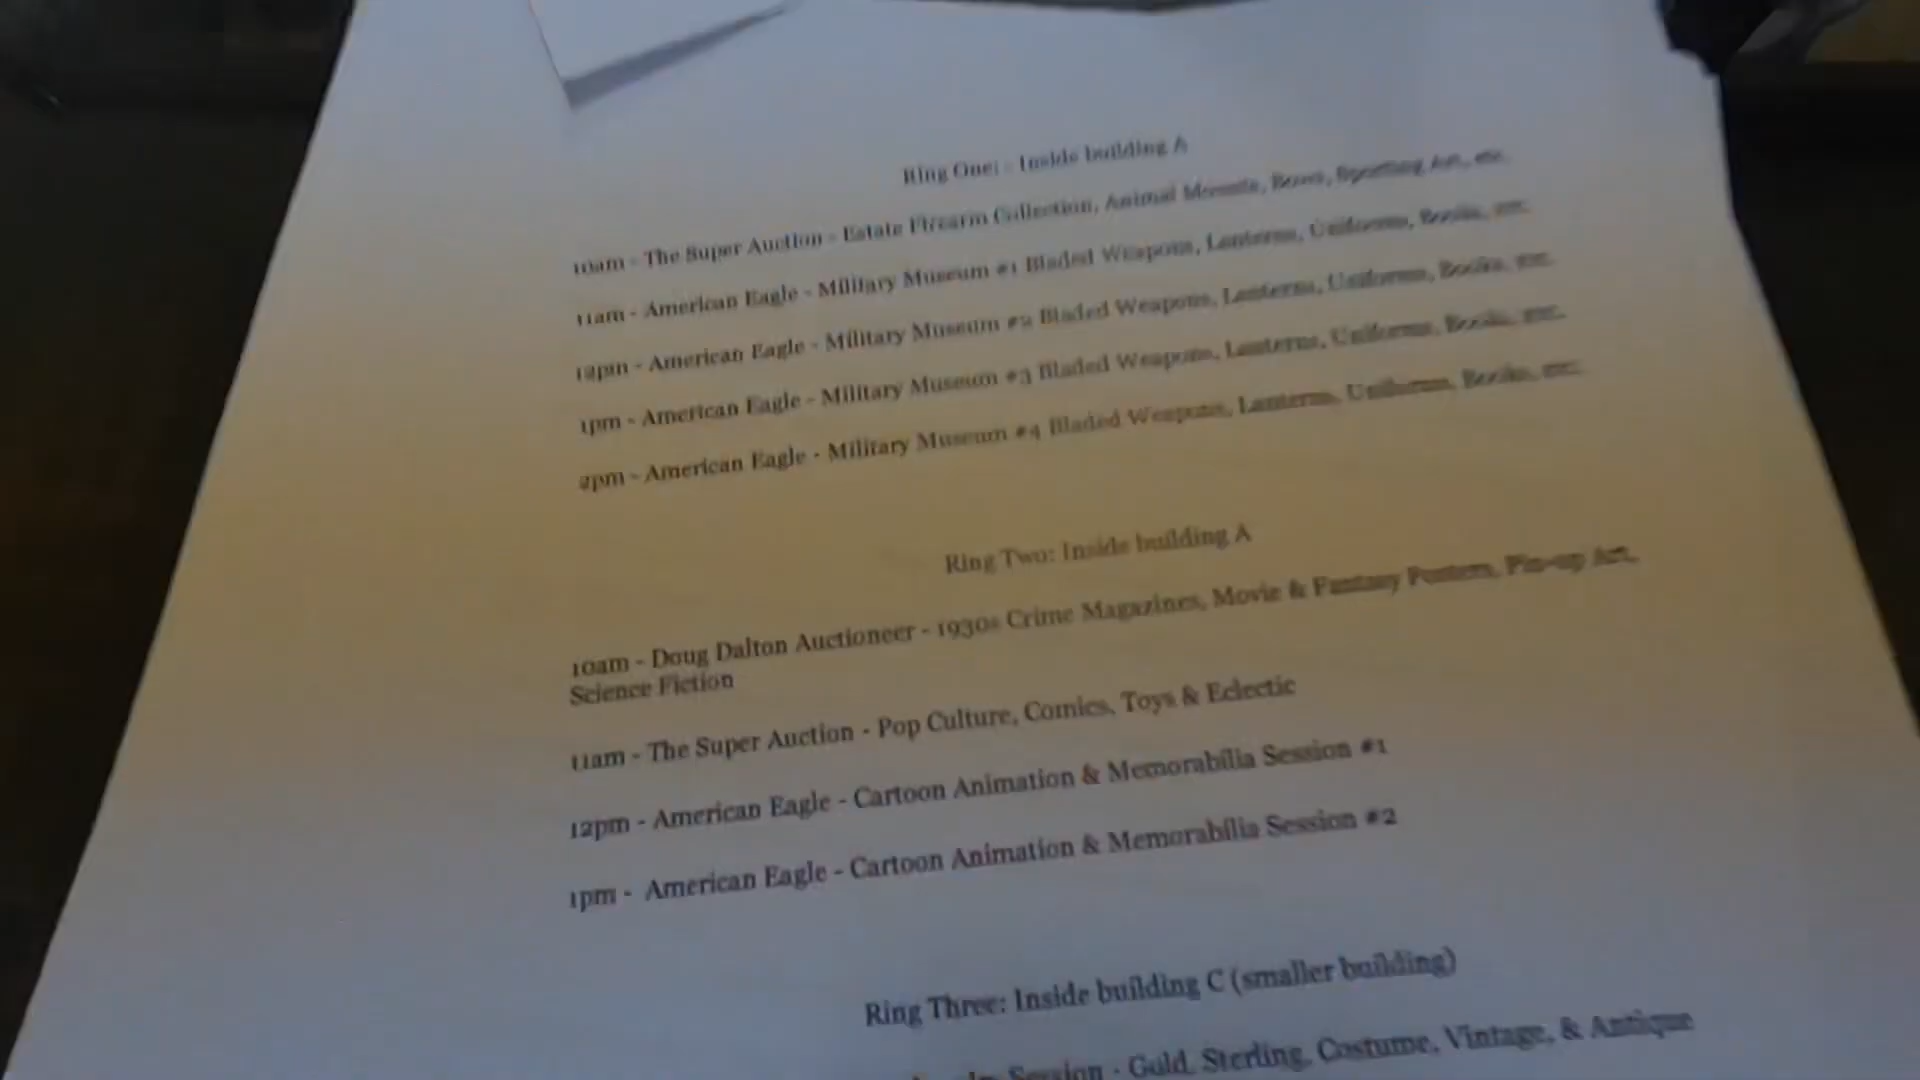 Ring One: - Inside building A
10am - The Super Auction - Estate Firearm Collection, Animal Mounts, Bows, Sporting Art, etc.
11am - American Eagle - Military Museum #1 Bladed Weapons, Lanterns, Uniforms, Books, etc.
12pm - American Eagle - Military Museum #2 Bladed Weapons, Lanterns, Uniforms, Books, etc.
1pm - American Eagle - Military Museum #3 Bladed Weapons, Lanterns, Uniforms, Books, etc.
2pm - American Eagle - Military Museum #4 Bladed Weapons, Lanterns, Uniforms, Books, etc.
Ring Two: Inside building A
10am - Doug Dalton Auctioneer - 1930s Crime Magazines, Movie & Fantasy Posters, Pin-up Art,
Science Fiction
11am - The Super Auction - Pop Culture, Comics, Toys & Eclectic
12pm - American Eagle - Cartoon Animation & Memorabilia Session #1
1pm - American Eagle - Cartoon Animation & Memorabilia Session #2
Ring Three: Inside building C (smaller building)
Session - Gold, Sterling, Costume, Vintage, & Antique